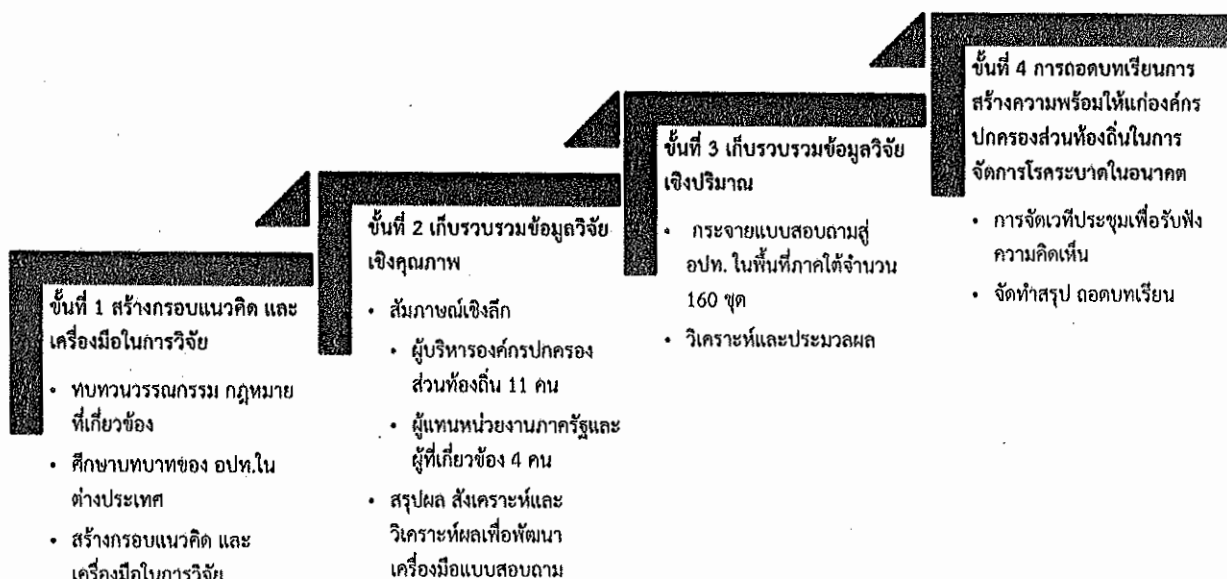 ขั้นที่ 1 สร้างกรอบแนวคิด และ
เครื่องมือในการวิจัย
• ทบทวนวรรณกรรม กฎหมาย
ที่เกี่ยวข้อง
• ศึกษาบทบาทของ อปท.ใน
ต่างประเทศ
• สร้างกรอบแนวคิด และ
เครื่องมือในการวิจัย
ขั้นที่ 2 เก็บรวบรวมข้อมูลวิจัย
เชิงคุณภาพ
• สัมภาษณ์เชิงลึก
• ผู้บริหารองค์กรปกครอง
ส่วนท้องถิ่น 11 คน
• ผู้แทนหน่วยงานภาครัฐและ
ผู้ที่เกี่ยวข้อง 4 คน
• สรุปผล สังเคราะห์และ
วิเคราะห์ผลเพื่อพัฒนา
เครื่องมือแบบสอบถาม
ขั้นที่ 3 เก็บรวบรวมข้อมูลวิจัย
เชิงปริมาณ
• กระจายแบบสอบถามสู่
อปท. ในพื้นที่ภาคใต้จำนวน
160 ชุด
• วิเคราะห์และประมวลผล
ขั้นที่ 4 การถอดบทเรียนการ
สร้างความพร้อมให้แก่องค์กร
ปกครองส่วนท้องถิ่นในการ
จัดการโรคระบาดในอนาคต
• การจัดเวทีประชุมเพื่อรับฟัง
ความคิดเห็น
• จัดทำสรุป ถอดบทเรียน